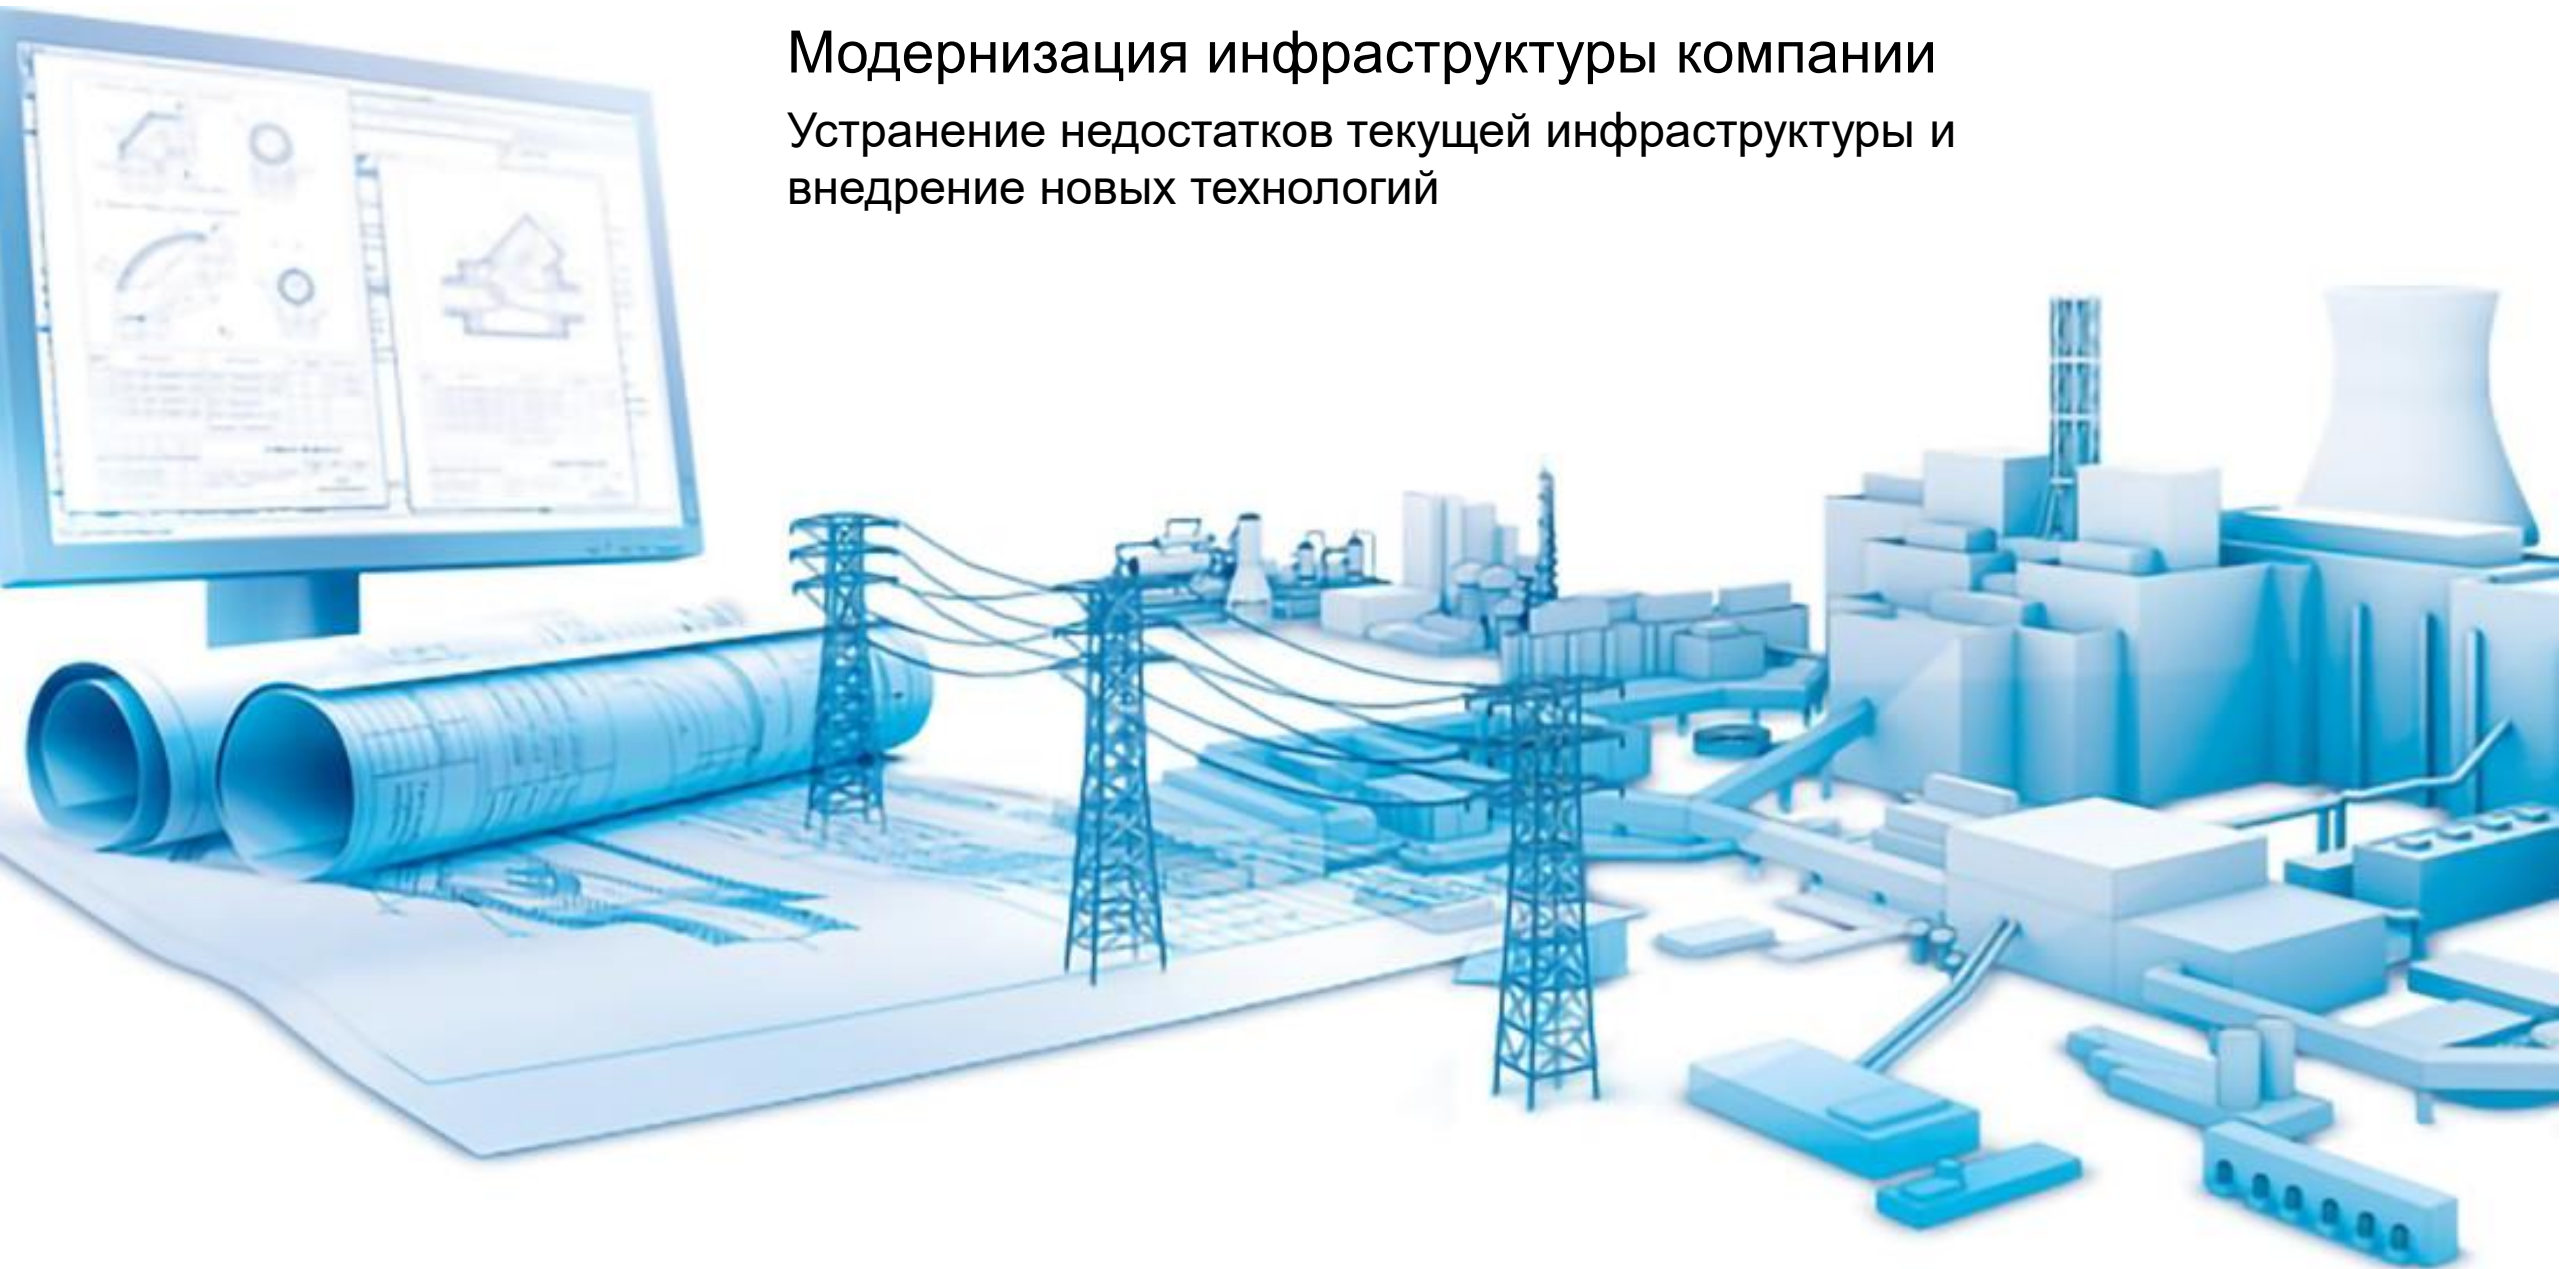 Модернизация инфраструктуры компании
Устранение недостатков текущей инфраструктуры и
внедрение новых технологий